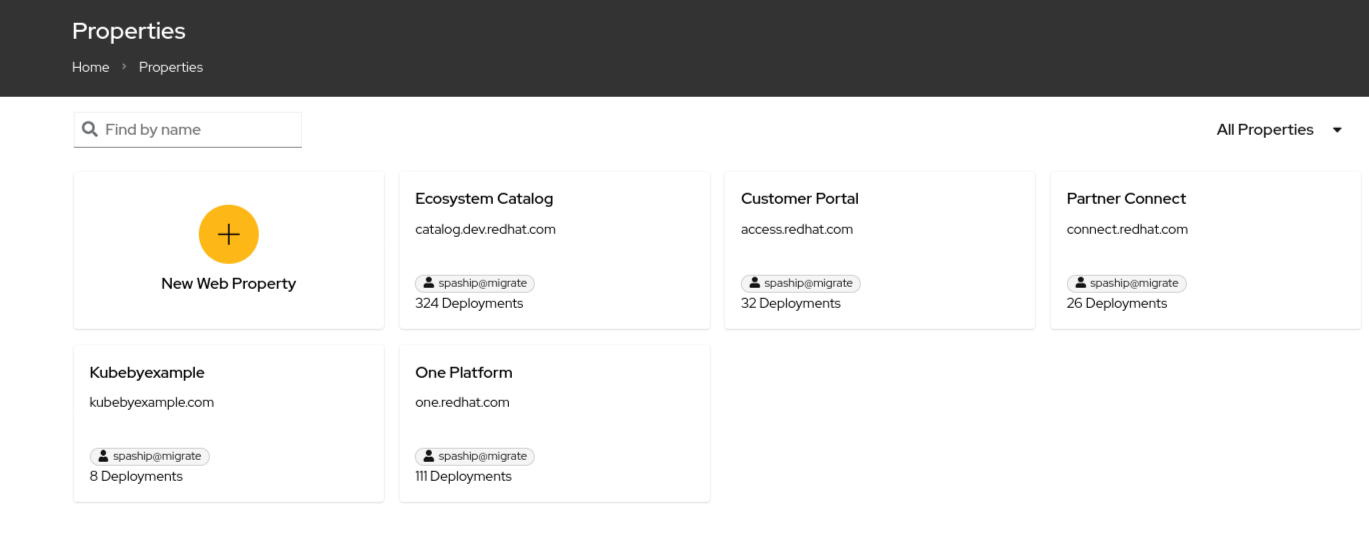 Properties
Home > Properties
Find by name
All Properties
New Web Property
Ecosystem Catalog
catalog.dev.redhat.com
spaship@migrate
324 Deployments
Customer Portal
access.redhat.com
spaship@migrate
32 Deployments
Partner Connect
connect.redhat.com
spaship@migrate
26 Deployments
Kubebyexample
kubebyexample.com
spaship@migrate
8 Deployments
One Platform
one.redhat.com
spaship@migrate
111 Deployments